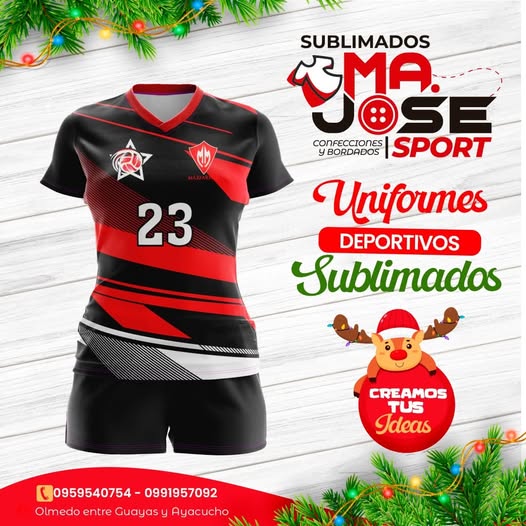 SUBLIMADOS
MA.
JOSE
CONFECCIONES
Y BORDADOS
SPORT
23
Uniformes
DEPORTIVOS
Sublimados
CREAMOS
TUS
Ideas
0959540754 - 0991957092
Olmedo entre Guayas y Ayacucho